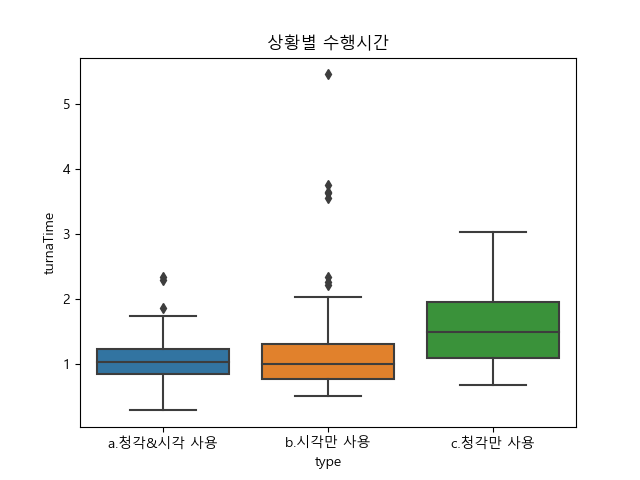 상황별 수행시간
turnaTime
5
4
3
2
1
a.청각&시각 사용
b.시각만 사용
c.청각만 사용
type